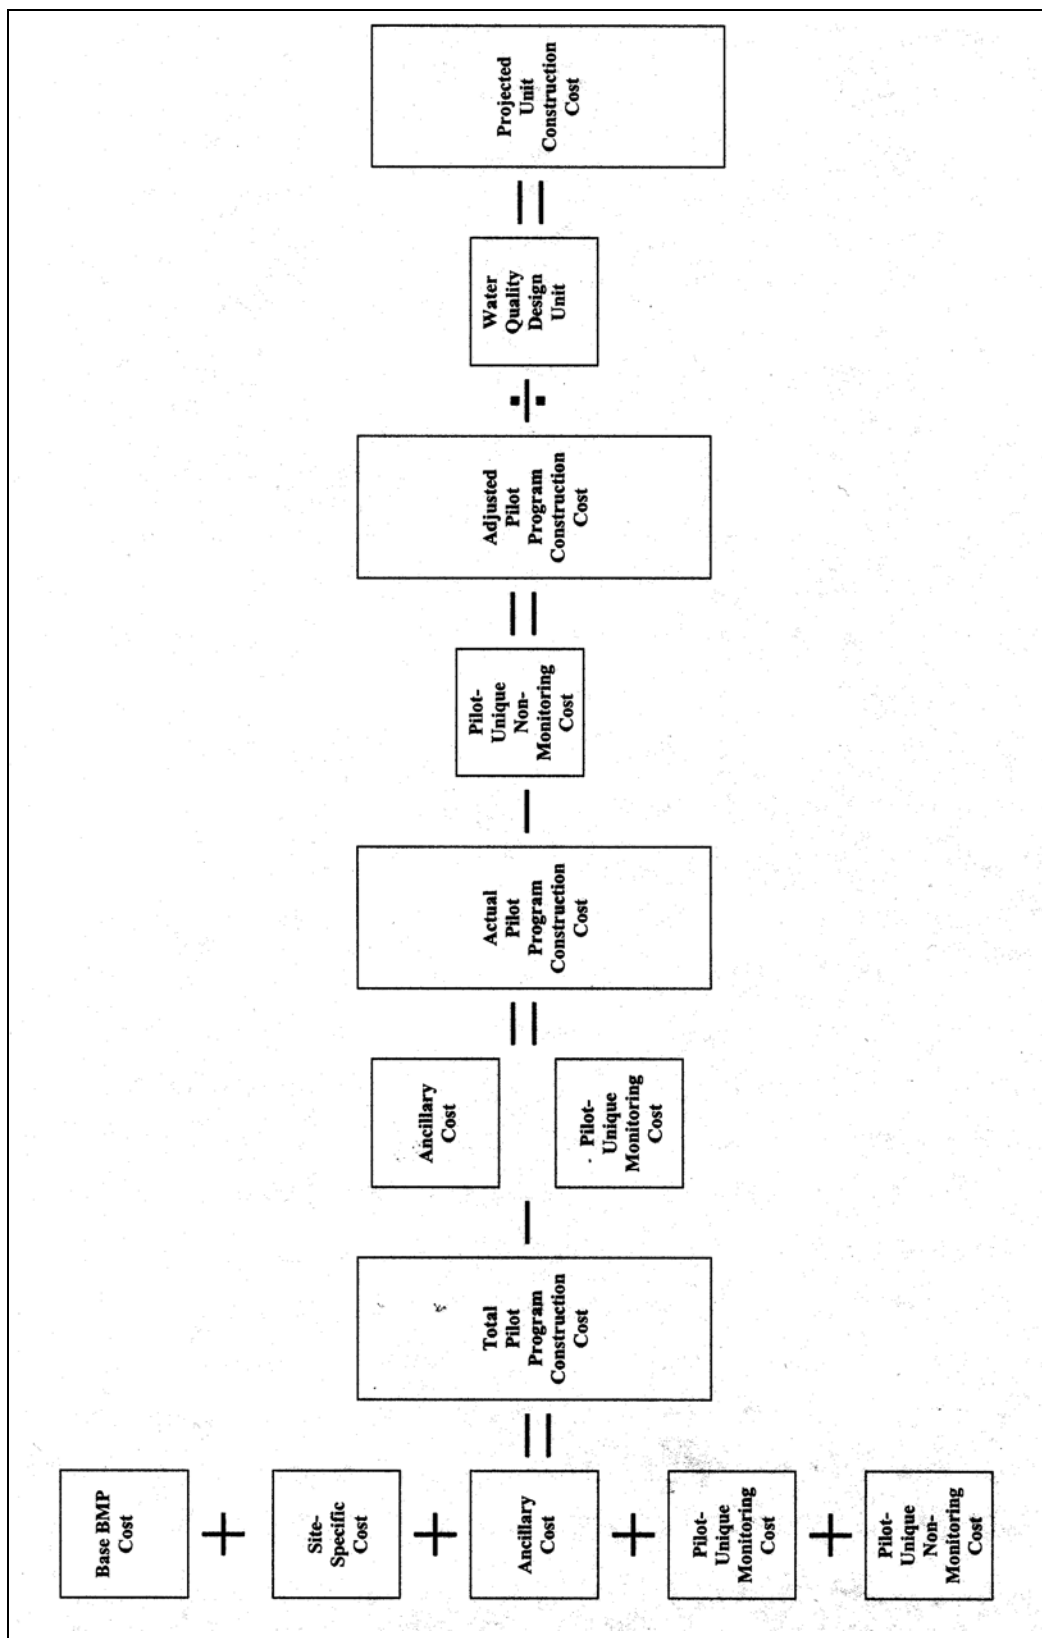 Base BMP
Cost
+
Site-
Specific
Cost
+
Ancillary
Cost
+
Pilot-
Unique
Monitoring
Cost
+
Pilot-
Unique
Non-
Monitoring
Cost
=
Total
Pilot
Program
Construction
Cost
−
Ancillary
Cost
Pilot-
Unique
Monitoring
Cost
=
Actual
Pilot
Program
Construction
Cost
−
Pilot-
Unique
Non-
Monitoring
Cost
=
Adjusted
Pilot
Program
Construction
Cost
÷
Water
Quality
Design
Unit
=
Projected
Unit
Construction
Cost